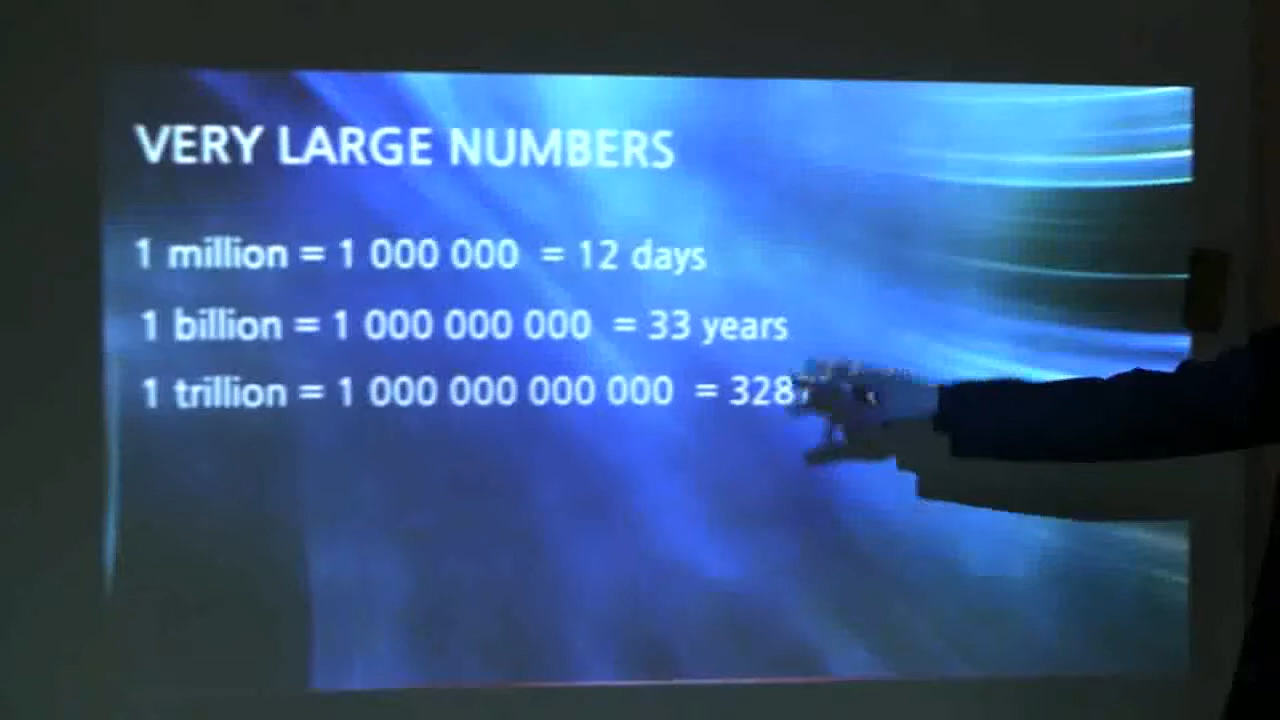 VERY LARGE NUMBERS
1 million = 1 000 000 = 12 days
1 billion = 1 000 000 000 = 33 years
1 trillion = 1 000 000 000 000 =